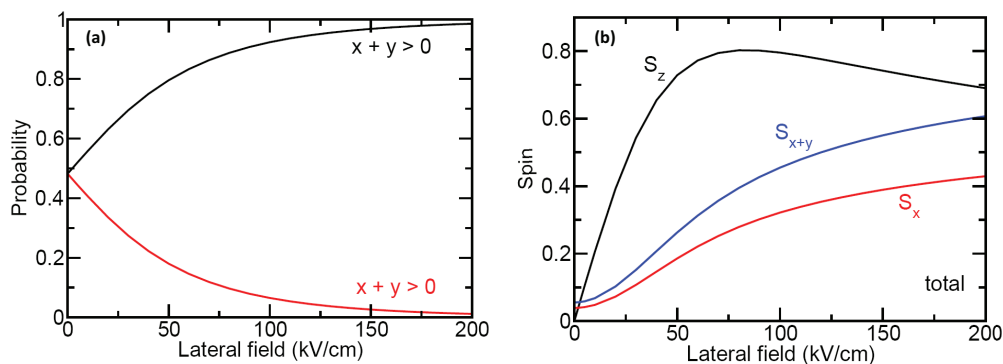 (a)
x + y > 0
x + y > 0
Probability
1
0.8
0.6
0.4
0.2
0
0
50
100
150
200
Lateral field (kV/cm)
(b)
S_z
S_{x+y}
S_x
total
Spin
0.8
0.6
0.4
0.2
0
0
50
100
150
200
Lateral field (kV/cm)